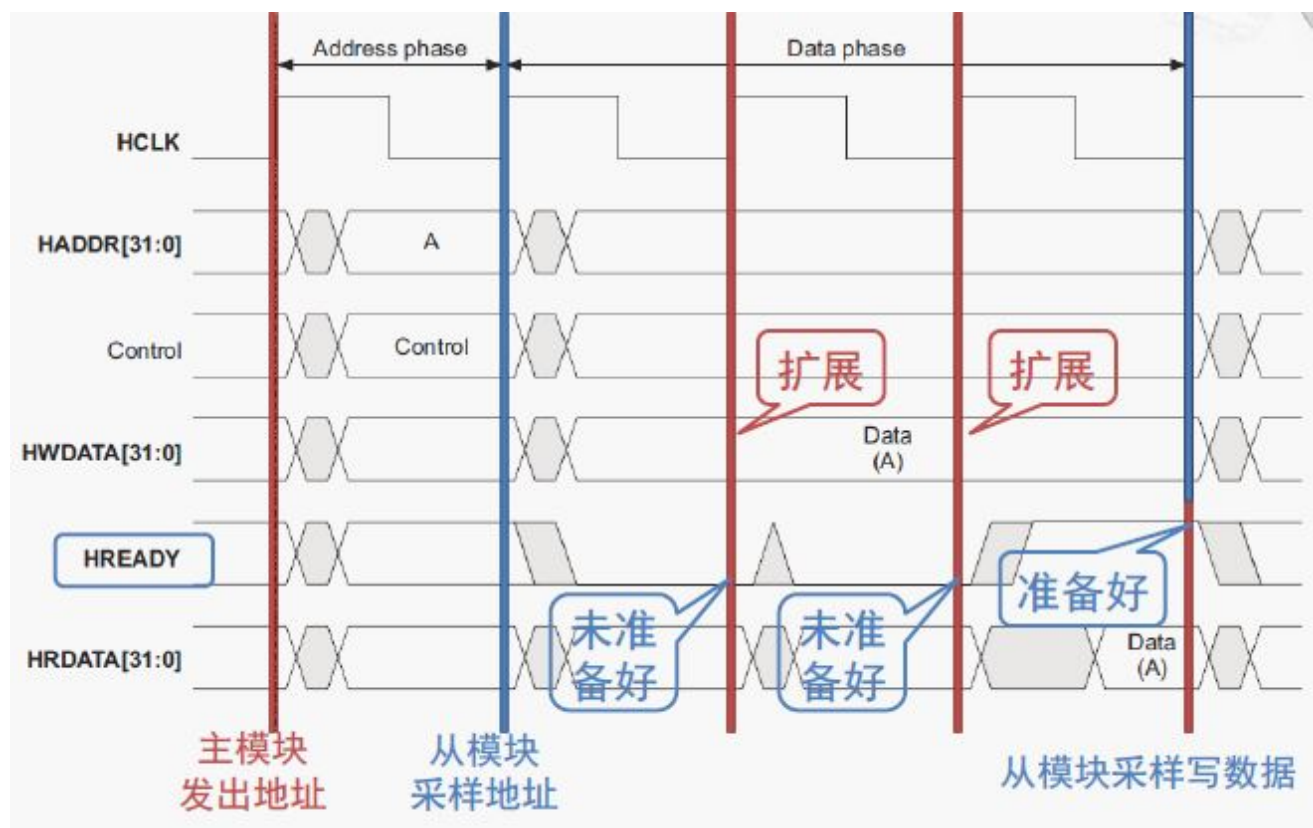 Address phase
Data phase
HCLK
HADDR[31:0]
A
Control
Control
扩展
扩展
HWDATA[31:0]
Data
(A)
HREADY
未准
备好
未准
备好
准备好
HRDATA[31:0]
Data
(A)
主模块
发出地址
从模块
采样地址
从模块采样写数据